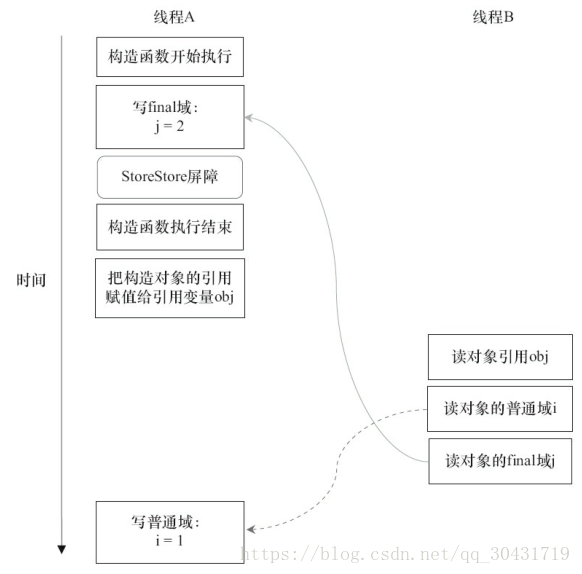 线程A
线程B
构造函数开始执行
写final域：
j = 2
StoreStore屏障
构造函数执行结束
时间
把构造对象的引用
赋值给引用变量obj
读对象引用obj
读对象的普通域i
读对象的final域j
写普通域：
i = 1
https://blog.csdn.net/qq_30431719